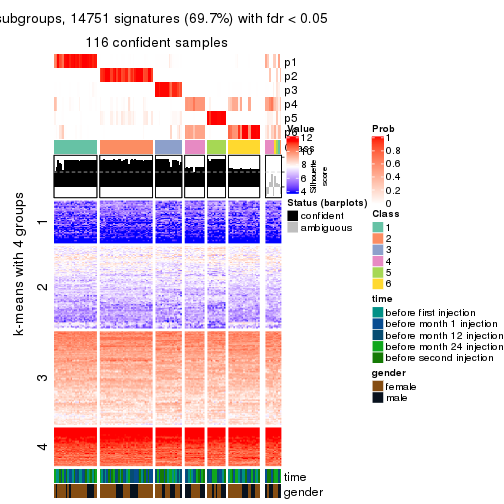 subgroups, 14751 signatures (69.7%) with fdr < 0.05
116 confident samples
p1
p2
p3
p4
p5
Value
12
10
8
6
4
Silhouette
score
Status (barplots)
confident
ambiguous
Prob
1
0.8
0.6
0.4
0.2
0
Class
1
2
3
4
5
6
time
before first injection
before month 1 injection
before month 12 injection
before month 24 injection
before second injection
gender
female
male
k-means with 4 groups
1
2
3
4
time
gender